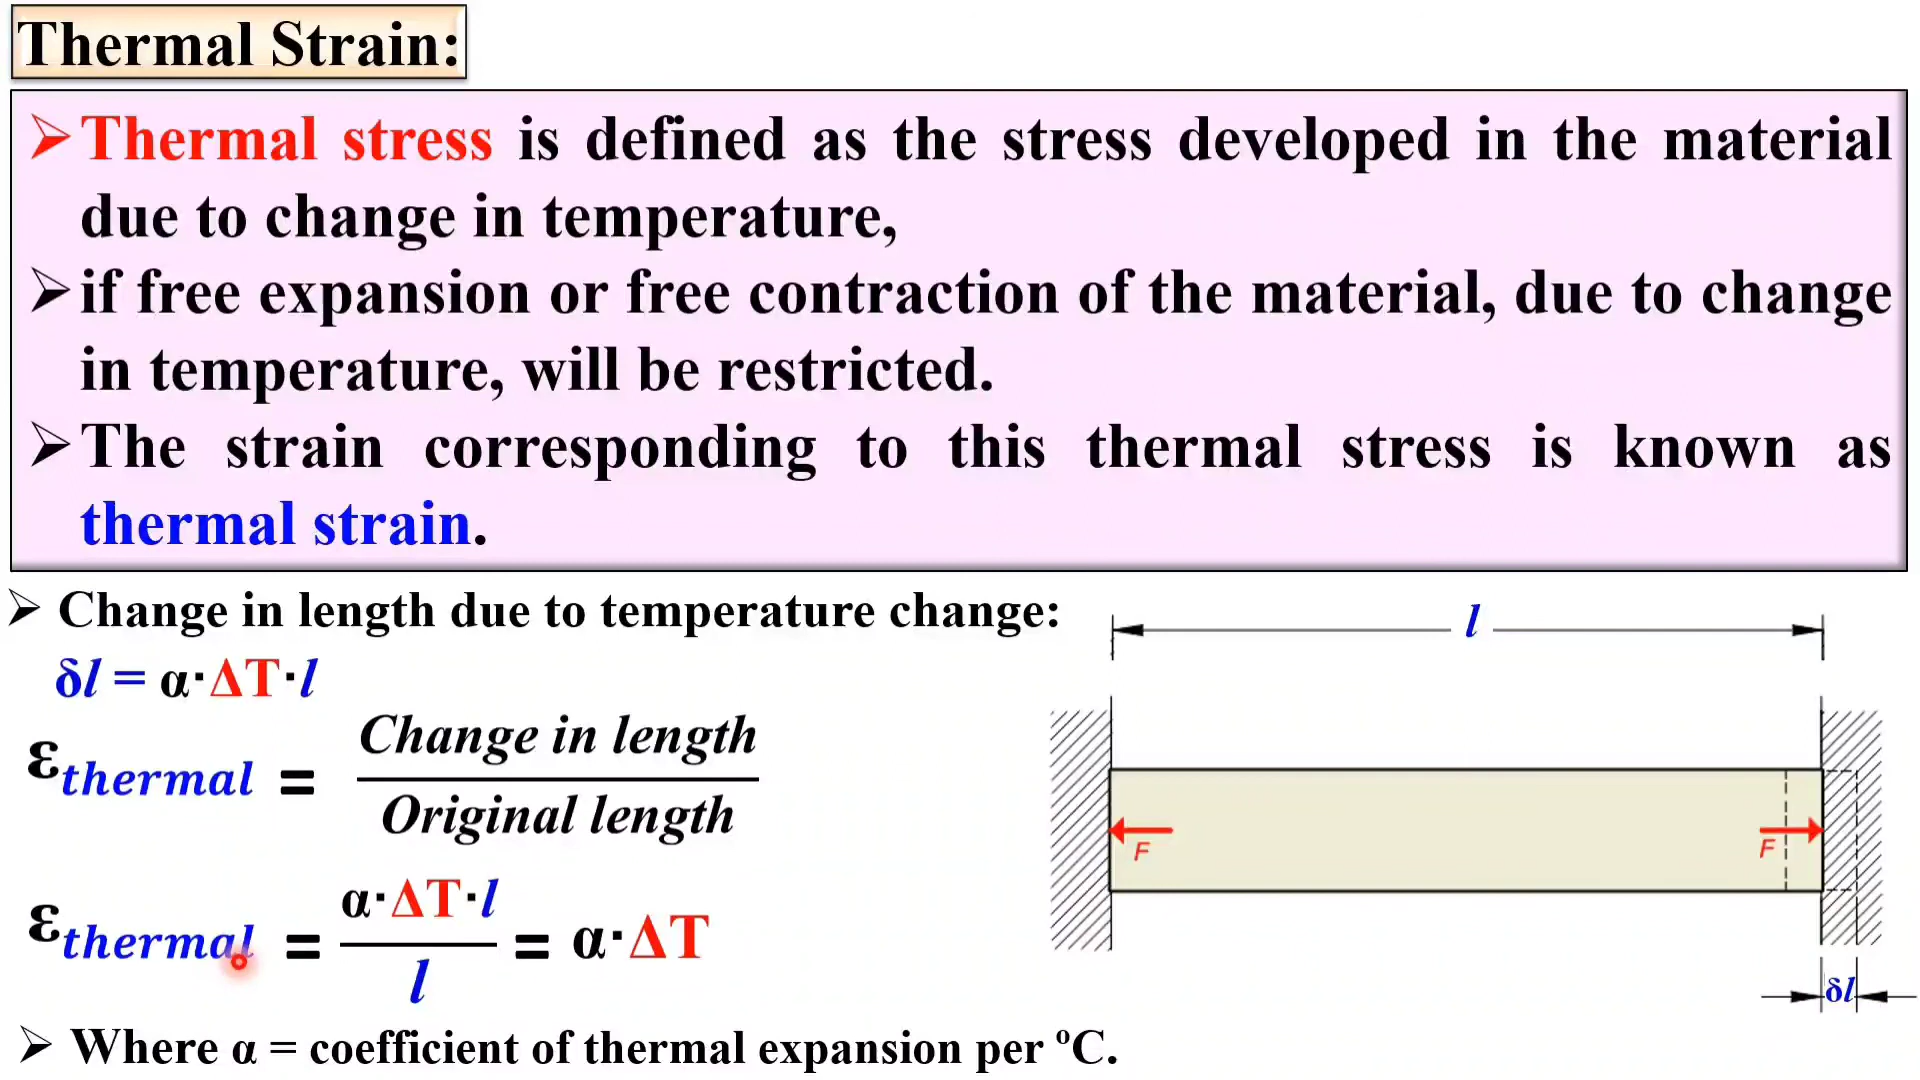 Thermal Strain:
➢Thermal stress is defined as the stress developed in the material
due to change in temperature,
➢if free expansion or free contraction of the material, due to change
in temperature, will be restricted.
➢The strain corresponding to this thermal stress is known as
thermal strain.
➢ Change in length due to temperature change:
δl = α·ΔT·l
ε_thermal = Change in length / Original length
ε_thermal = α·ΔT·l / l = α·ΔT
➢ Where α = coefficient of thermal expansion per ºC.
l
F
F
δl